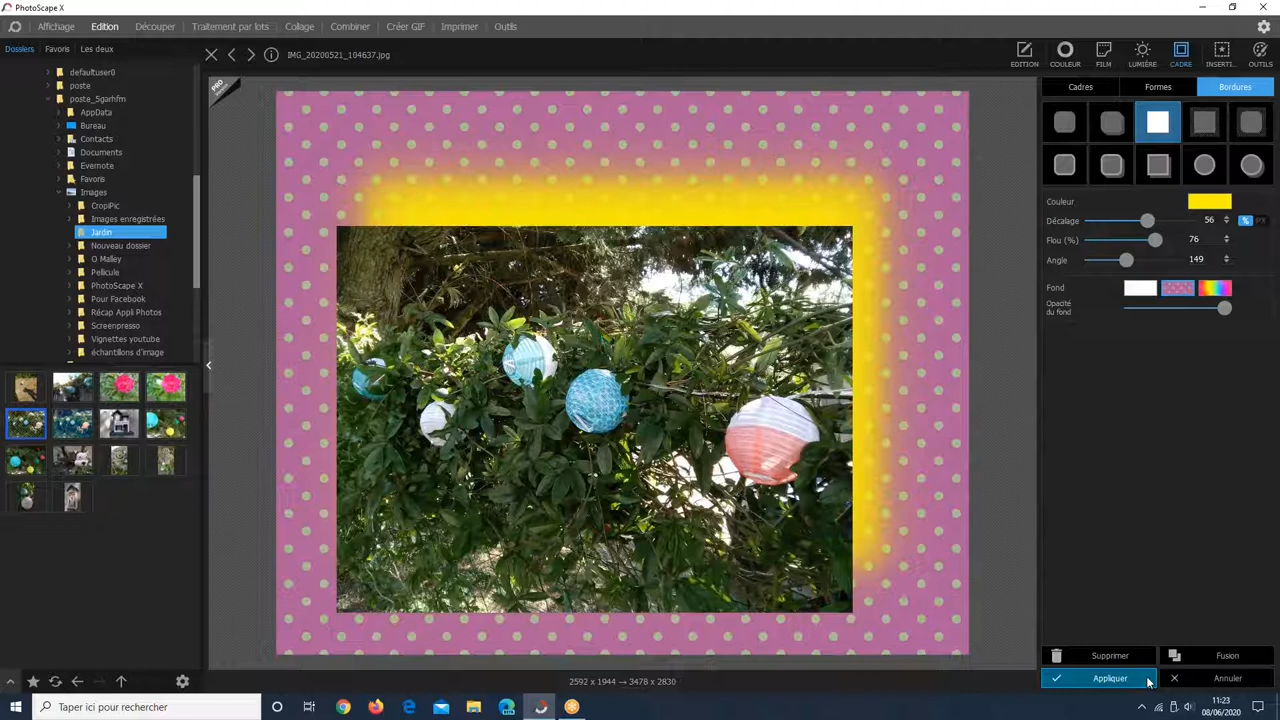 PhotoScape X
Affichage Edition Découper Traitement par lots Collage Combiner Créer GIF Imprimer Outils
Dossiers Favoris Les deux
IMG_20200521_104637.jpg
EDITION COULEUR FILM LUMIÈRE CADRE INSERTI... OUTILS
PRO
Cadres Formes Bordures
defaultuser0
poste
poste_5garhfm
AppData
Bureau
Contacts
Documents
Evernote
Favoris
Images
CropiPic
Images enregistrées
Jardin
Nouveau dossier
O Malley
Pellicule
PhotoScape X
Pour Facebook
Récap Appli Photos
Screenpresso
Vignettes youtube
échantillons d'image
Couleur
Décalage 56 % PX
Flou (%) 76
Angle 149
Fond
Opacité
du fond
Supprimer Fusion
Appliquer Annuler
2592 x 1944 → 3478 x 2830
Taper ici pour rechercher
11:23
08/06/2020